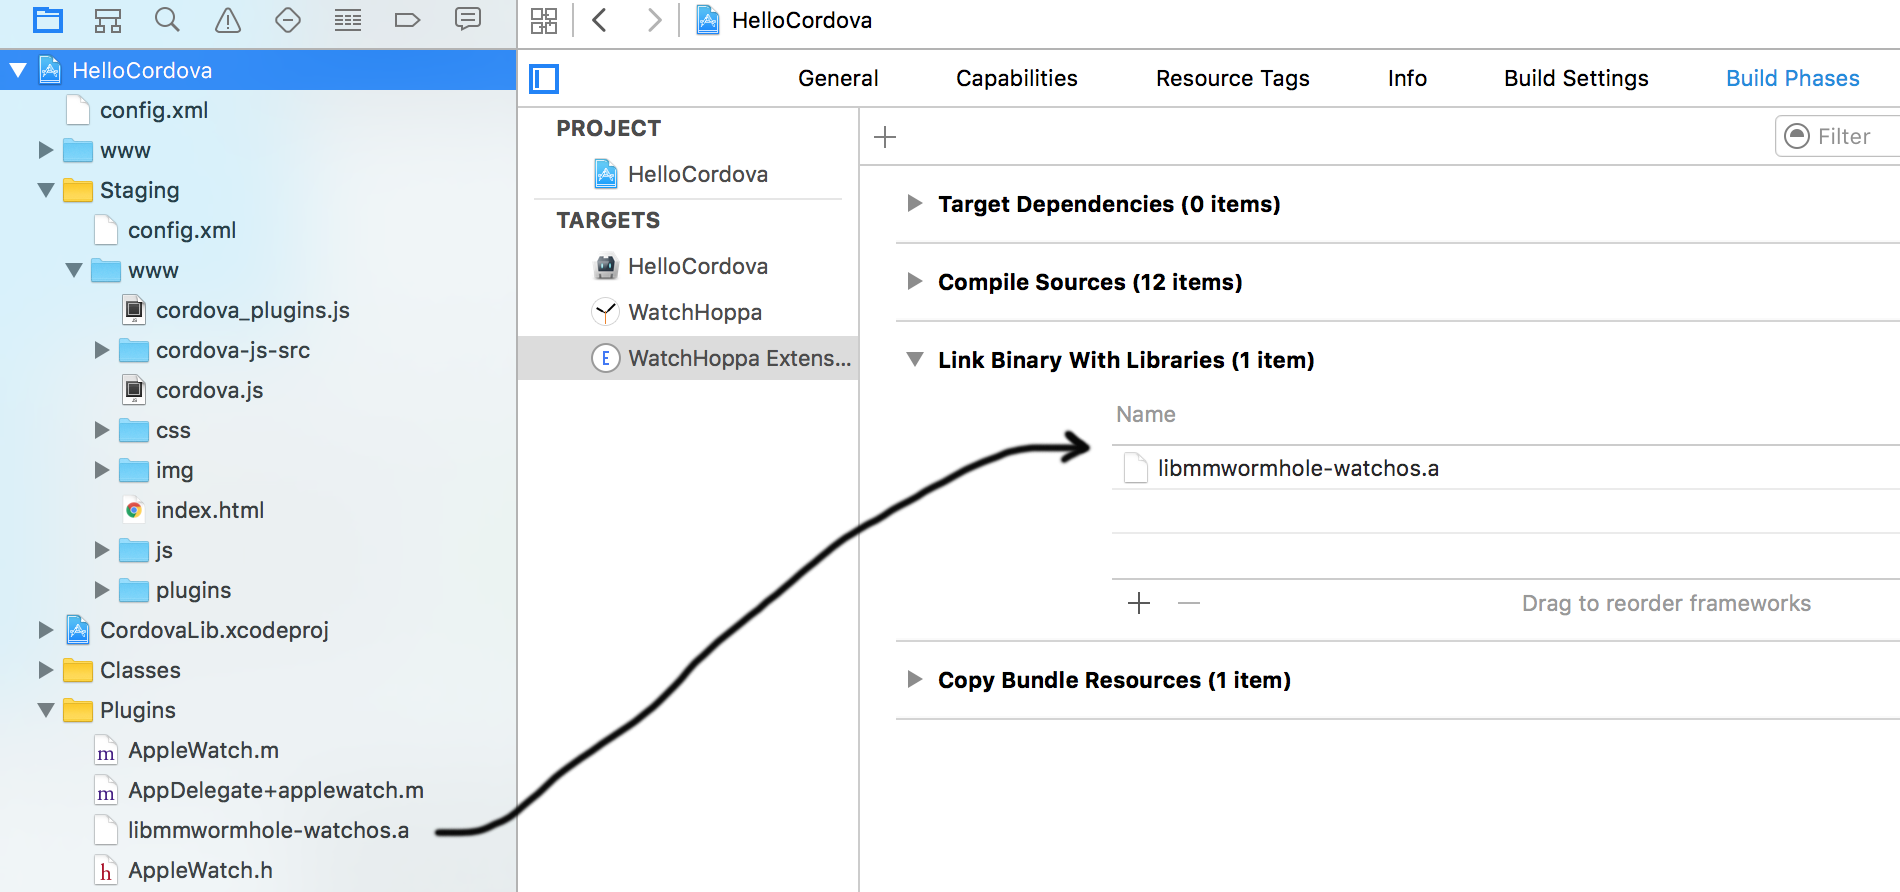 HelloCordova
config.xml
www
Staging
config.xml
www
cordova_plugins.js
cordova-js-src
cordova.js
css
img
index.html
js
plugins
CordovaLib.xcodeproj
Classes
Plugins
m AppleWatch.m
m AppDelegate+applewatch.m
libmmwormhole-watchos.a
h AppleWatch.h
HelloCordova
General Capabilities Resource Tags Info Build Settings Build Phases
PROJECT
HelloCordova
TARGETS
HelloCordova
WatchHoppa
E WatchHoppa Extens...
Filter
Target Dependencies (0 items)
Compile Sources (12 items)
Link Binary With Libraries (1 item)
Name
libmmwormhole-watchos.a
Drag to reorder frameworks
Copy Bundle Resources (1 item)